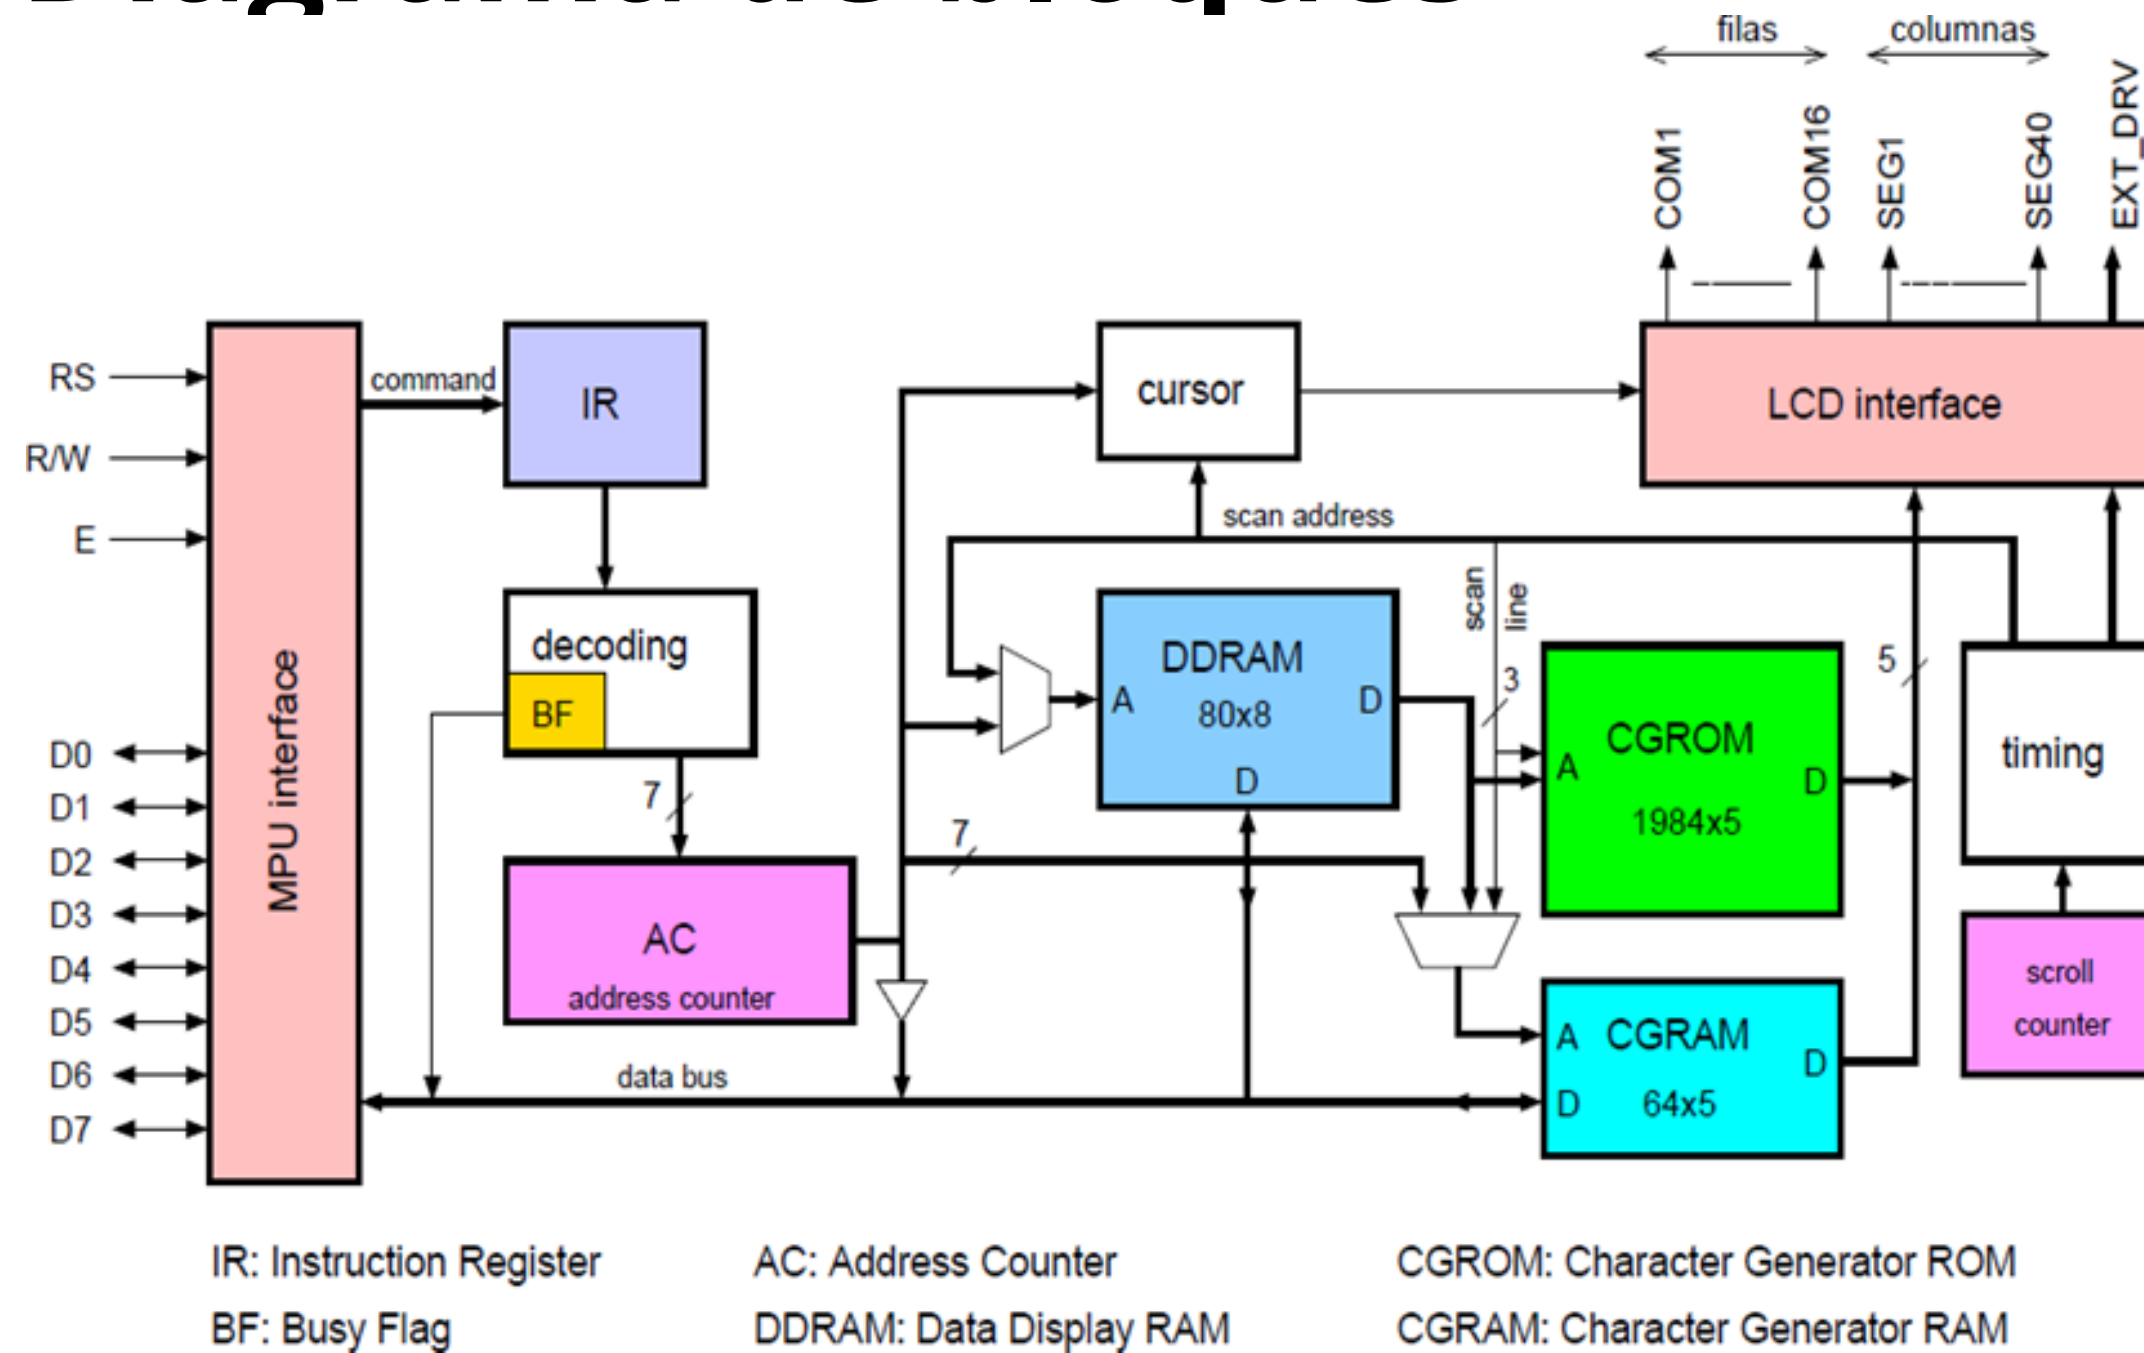 filas columnas
COM1
COM16
SEG1
SEG40
EXT_DRV
RS
R/W
E
command
IR
cursor
LCD interface
scan address
scan
line
decoding
BF
7
DDRAM
80x8
A
D
D
3
5
CGROM
1984x5
A
D
timing
MPU interface
D0
D1
D2
D3
D4
D5
D6
D7
7
AC
address counter
data bus
A CGRAM
D
D 64x5
scroll
counter
IR: Instruction Register AC: Address Counter CGROM: Character Generator ROM
BF: Busy Flag DDRAM: Data Display RAM CGRAM: Character Generator RAM